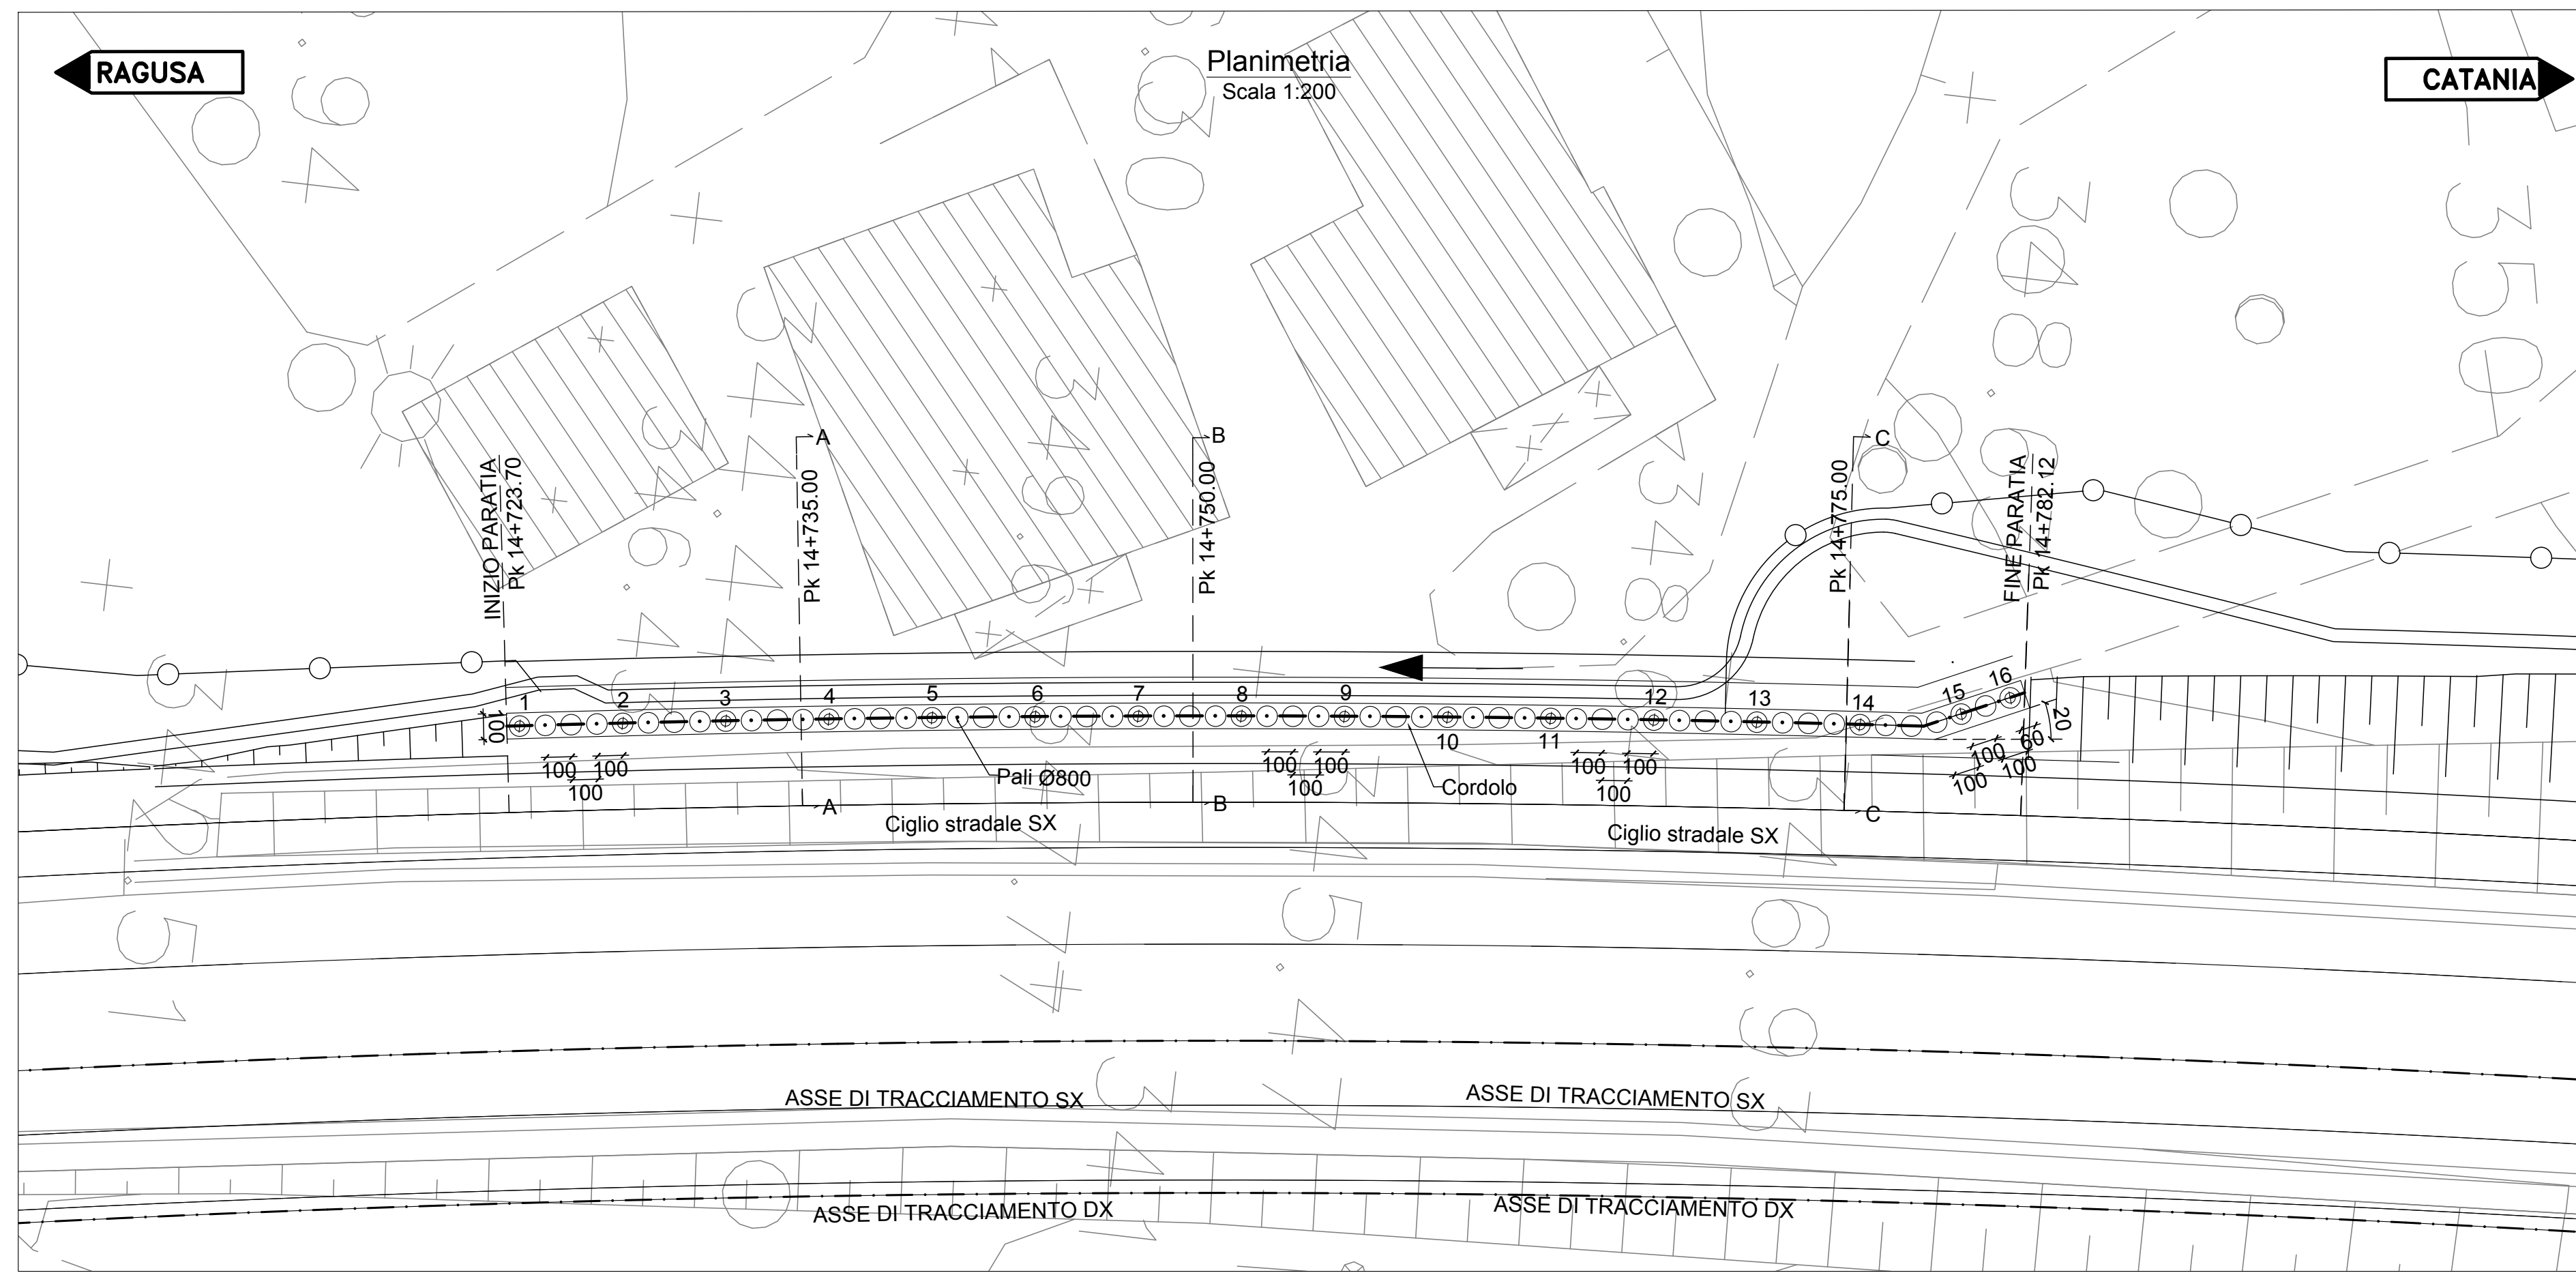 RAGUSA
Planimetria
Scala 1:200
CATANIA
INIZIO PARATIA
Pk 14+723.70
A
Pk 14+735.00
B
Pk 14+750.00
C
Pk 14+775.00
FINE PARATIA
Pk 14+782.12
1
2
3
4
5
6
7
8
9
10
11
12
13
14
15
16
100
100
100
100
Pali Ø800
100
100
100
Cordolo
100
100
100
100
100
100
60
20
A
B
C
Ciglio stradale SX
Ciglio stradale SX
ASSE DI TRACCIAMENTO SX
ASSE DI TRACCIAMENTO SX
ASSE DI TRACCIAMENTO DX
ASSE DI TRACCIAMENTO DX